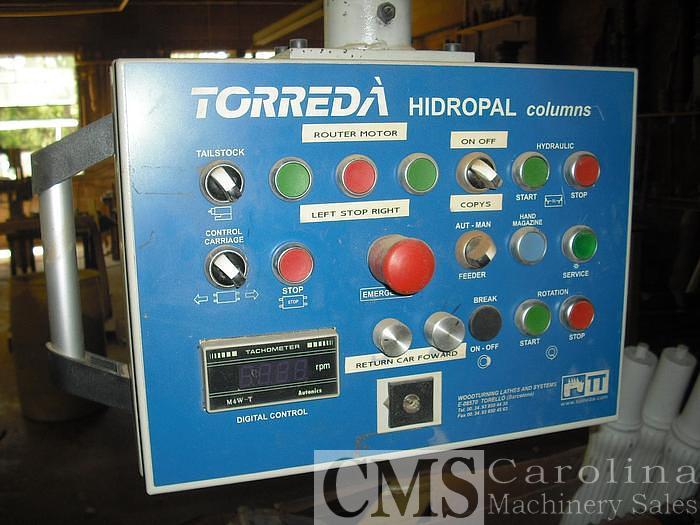 TORREDÀ HIDROPAL columns
ROUTER MOTOR
ON OFF
HYDRAULIC
TAILSTOCK
START
STOP
LEFT STOP RIGHT
COPYS
CONTROL
CARRIAGE
STOP
STOP
AUT - MAN
FEEDER
HAND
MAGAZINE
SERVICE
BREAK
ON - OFF
ROTATION
START
STOP
RETURN CAR FOWARD
TACHOMETER
rpm
M4W-T
Autonics
DIGITAL CONTROL
WOODTURNING LATHES AND SYSTEMS
E-08570 TORELLÓ (Barcelona)
www.torreda.com
CMS Carolina
Machinery Sales